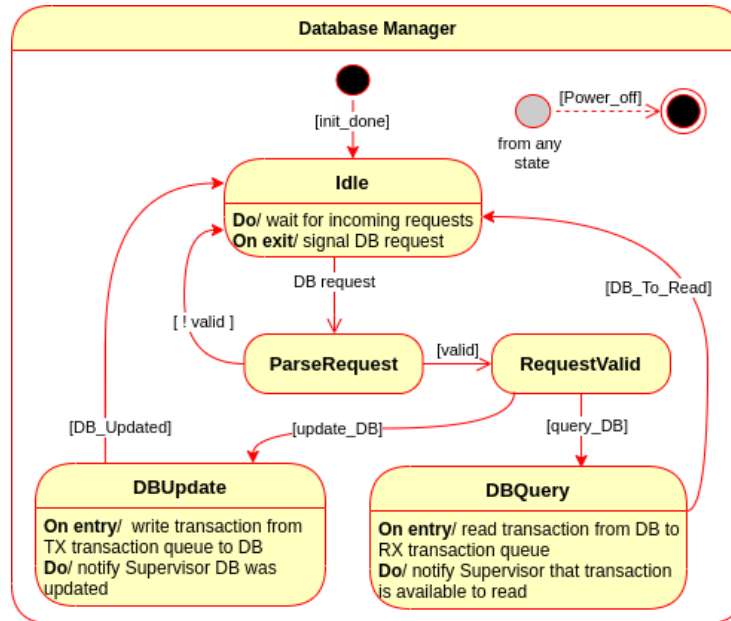 Database Manager
[init_done]
[Power_off]
from any
state
Idle
Do/ wait for incoming requests
On exit/ signal DB request
DB request
[DB_To_Read]
[ ! valid ]
ParseRequest
[valid]
RequestValid
[DB_Updated]
[update_DB]
[query_DB]
DBUpdate
On entry/ write transaction from
TX transaction queue to DB
Do/ notify Supervisor DB was
updated
DBQuery
On entry/ read transaction from DB to
RX transaction queue
Do/ notify Supervisor that transaction
is available to read